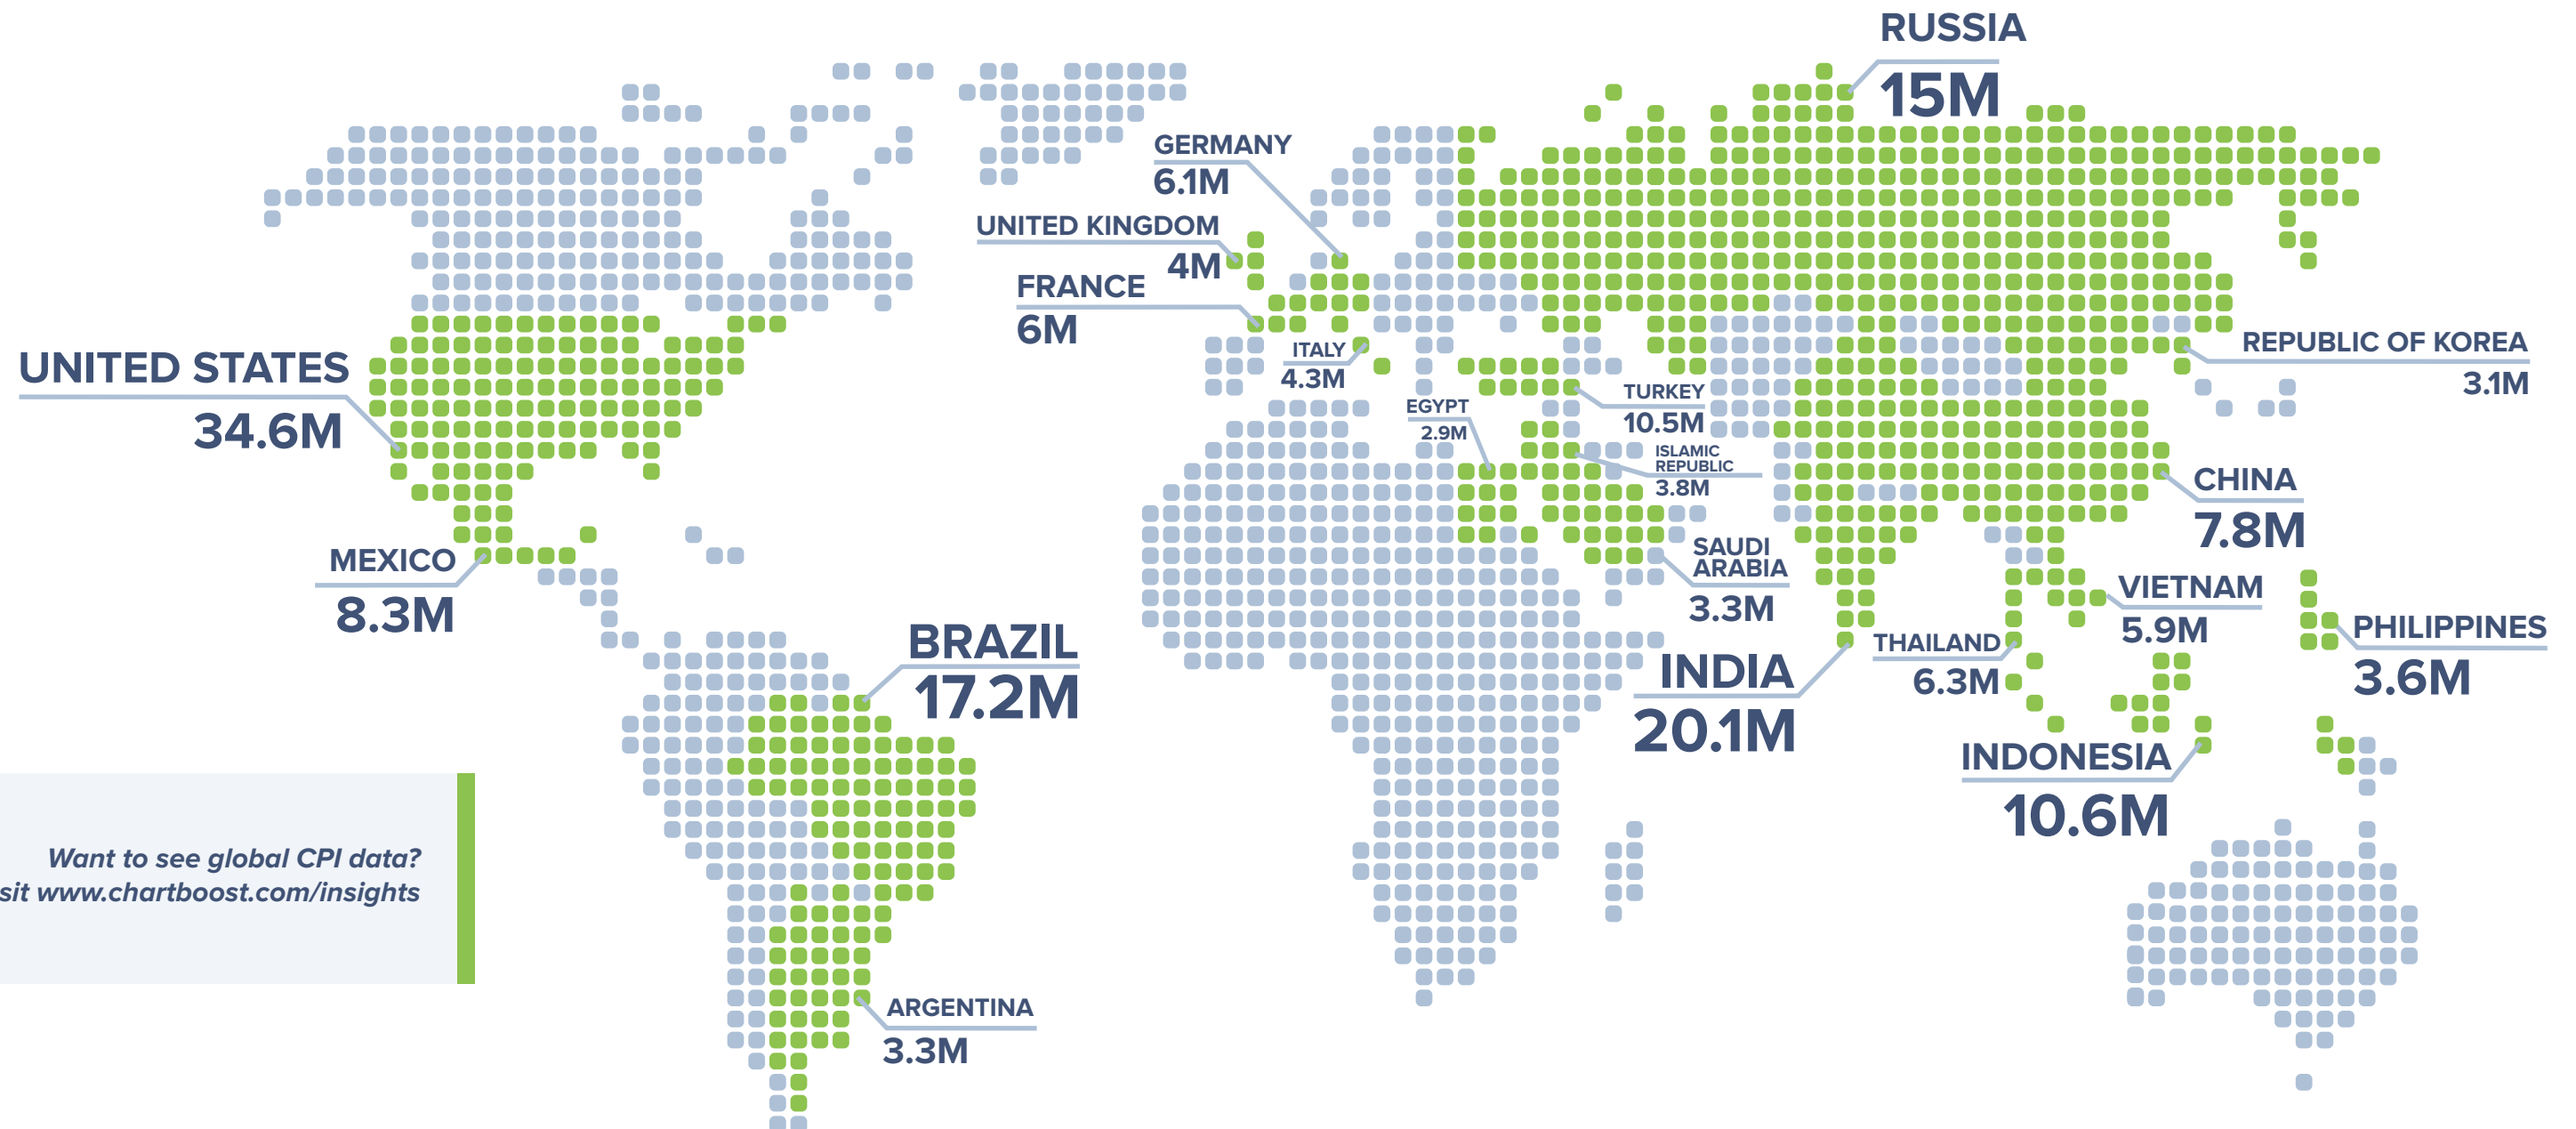 RUSSIA
15M
GERMANY
6.1M
UNITED KINGDOM
4M
FRANCE
6M
ITALY
4.3M
UNITED STATES
34.6M
REPUBLIC OF KOREA
3.1M
TURKEY
10.5M
EGYPT
2.9M
ISLAMIC
REPUBLIC
3.8M
CHINA
7.8M
SAUDI
ARABIA
3.3M
MEXICO
8.3M
VIETNAM
5.9M
PHILIPPINES
3.6M
BRAZIL
17.2M
INDIA
20.1M
THAILAND
6.3M
INDONESIA
10.6M
Want to see global CPI data?
sit www.chartboost.com/insights
ARGENTINA
3.3M